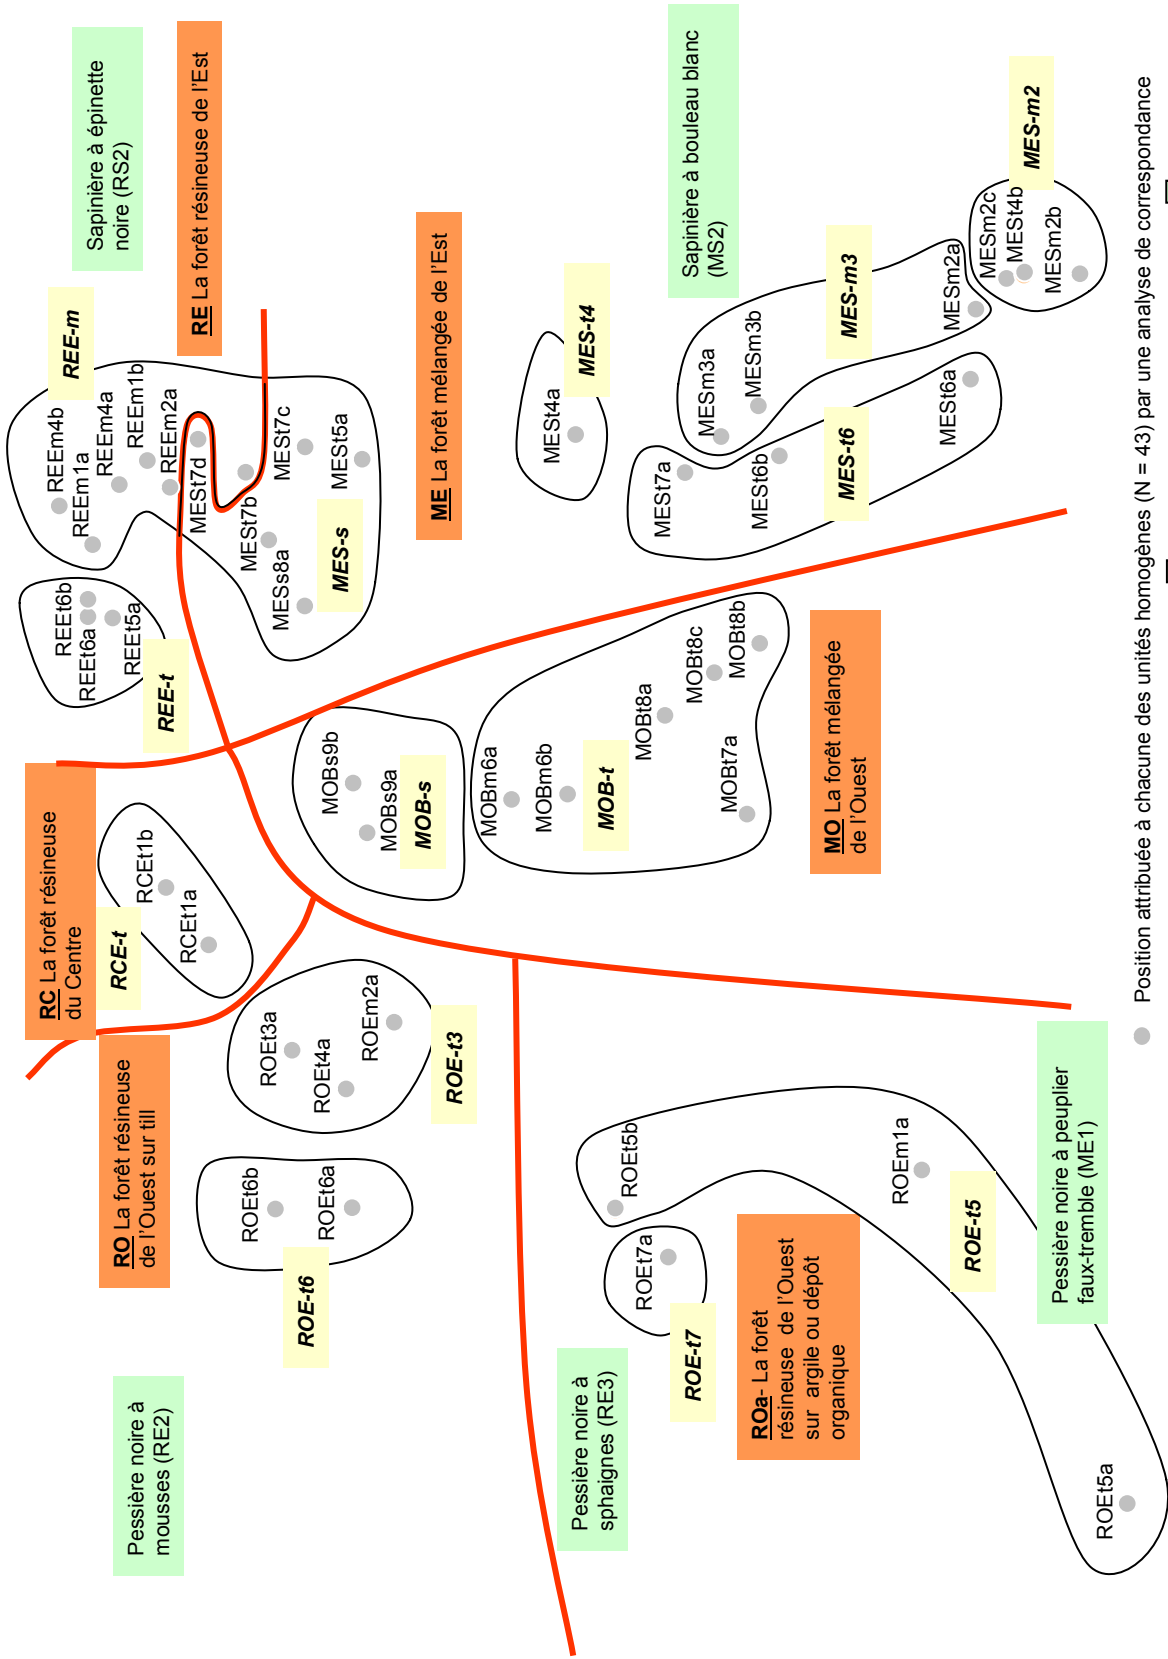 Pessière noire à
mousses (RE2)
RO La forêt résineuse
de l'Ouest sur till
RC La forêt résineuse
du Centre
Sapinière à épinette
noire (RS2)
RE La forêt résineuse de l'Est
REE-m
REEm4b
REEm1a
REEm4a
REEm1b
REEm2a
REE-t
REEt6b
REEt6a
REEt5a
RCE-t
RCEt1b
RCEt1a
ROE-t6
ROEt6b
ROEt6a
ROE-t3
ROEt3a
ROEt4a
ROEm2a
MES-s
MESt7d
MESt7b
MESt7c
MESs8a
MESt5a
ME La forêt mélangée de l'Est
MOB-s
MOBs9b
MOBs9a
MOB-t
MOBm6a
MOBm6b
MOBt8a
MOBt8c
MOBt8b
MOBt7a
MO La forêt mélangée
de l'Ouest
MES-t4
MESt4a
Sapinière à bouleau blanc
(MS2)
MES-m3
MESm3a
MESm3b
MESm2a
MES-t6
MESt7a
MESt6b
MESt6a
MES-m2
MESm2c
MESt4b
MESm2b
Pessière noire à
sphaignes (RE3)
ROE-t7
ROEt7a
ROEt5b
ROa- La forêt
résineuse de l'Ouest
sur argile ou dépôt
organique
ROE-t5
ROEm1a
ROEt5a
Pessière noire à peuplier
faux-tremble (ME1)
Position attribuée à chacune des unités homogènes (N = 43) par une analyse de correspondance